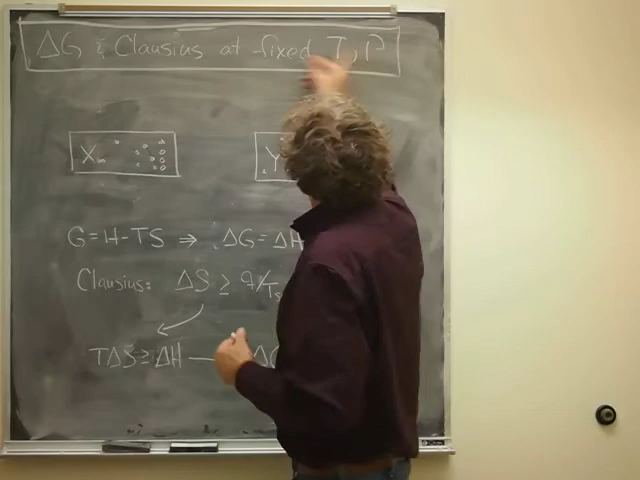 ΔG & Clausius at fixed T, P
X
Y
G = H - TS ⇒ ΔG = ΔH
Clausius: ΔS ≥ q/Ts
TΔS ≥ ΔH — ΔG